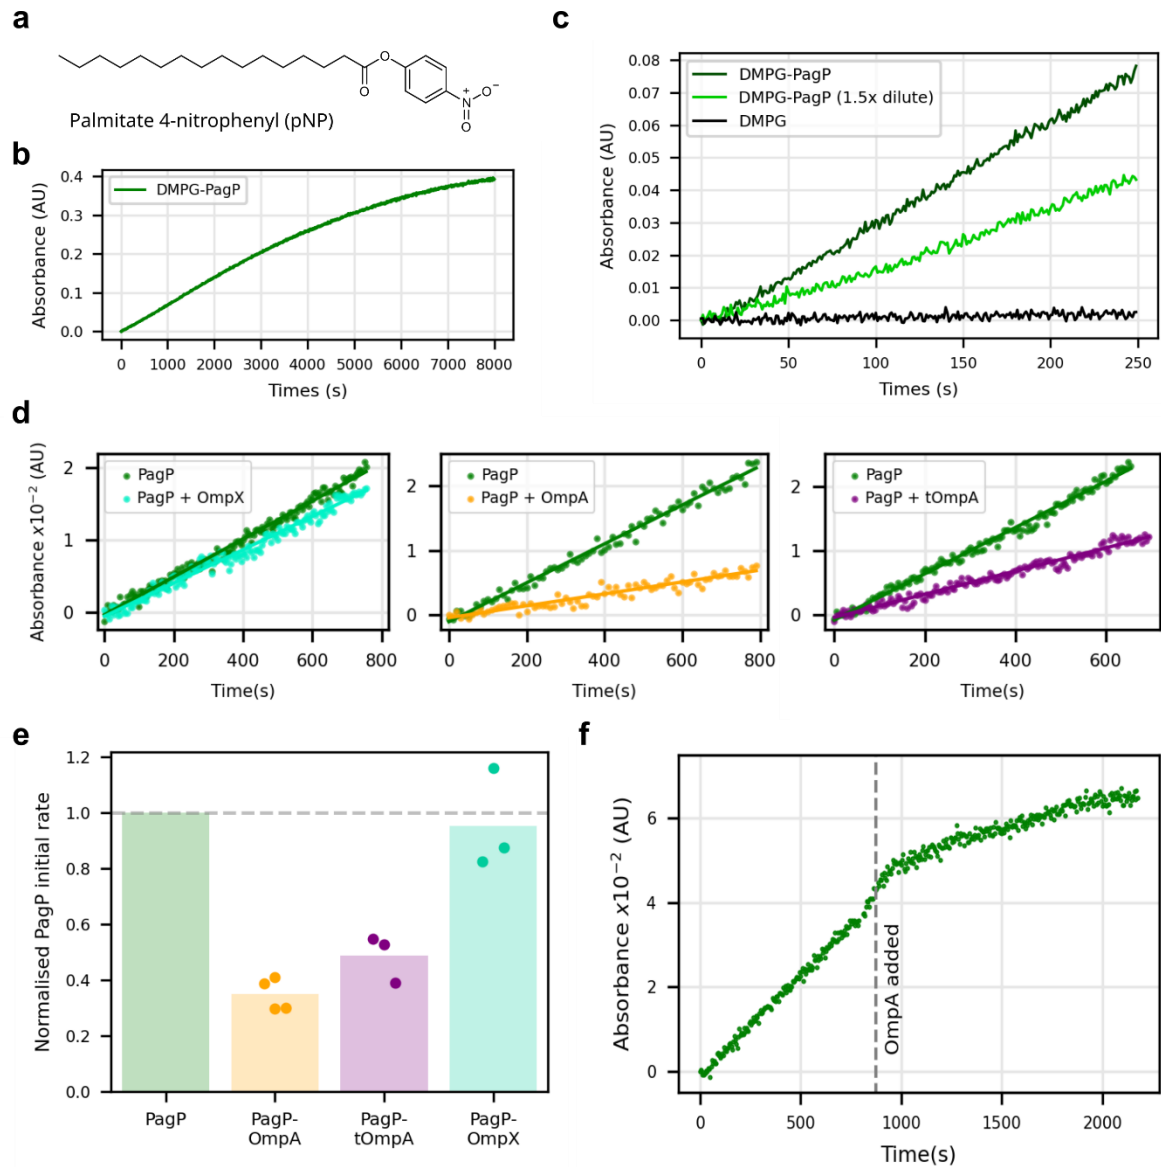 a
O
O
N
+
O
−
O
Palmitate 4-nitrophenyl (pNP)
b
DMPG-PagP
Absorbance (AU)
0.4
0.3
0.2
0.1
0.0
0 1000 2000 3000 4000 5000 6000 7000 8000
Times (s)
c
DMPG-PagP
DMPG-PagP (1.5x dilute)
DMPG
Absorbance (AU)
0.08
0.07
0.06
0.05
0.04
0.03
0.02
0.01
0.00
0 50 100 150 200 250
Times (s)
d
Absorbance x10⁻² (AU)
PagP
PagP + OmpX
2
1
0
0 200 400 600 800
Time(s)
PagP
PagP + OmpA
2
1
0
0 200 400 600 800
Time(s)
PagP
PagP + tOmpA
2
1
0
0 200 400 600
Time(s)
e
Normalised PagP initial rate
1.2
1.0
0.8
0.6
0.4
0.2
0.0
PagP
PagP-
OmpA
PagP-
tOmpA
PagP-
OmpX
f
Absorbance x10⁻² (AU)
6
4
2
0
OmpA added
0 500 1000 1500 2000
Time(s)